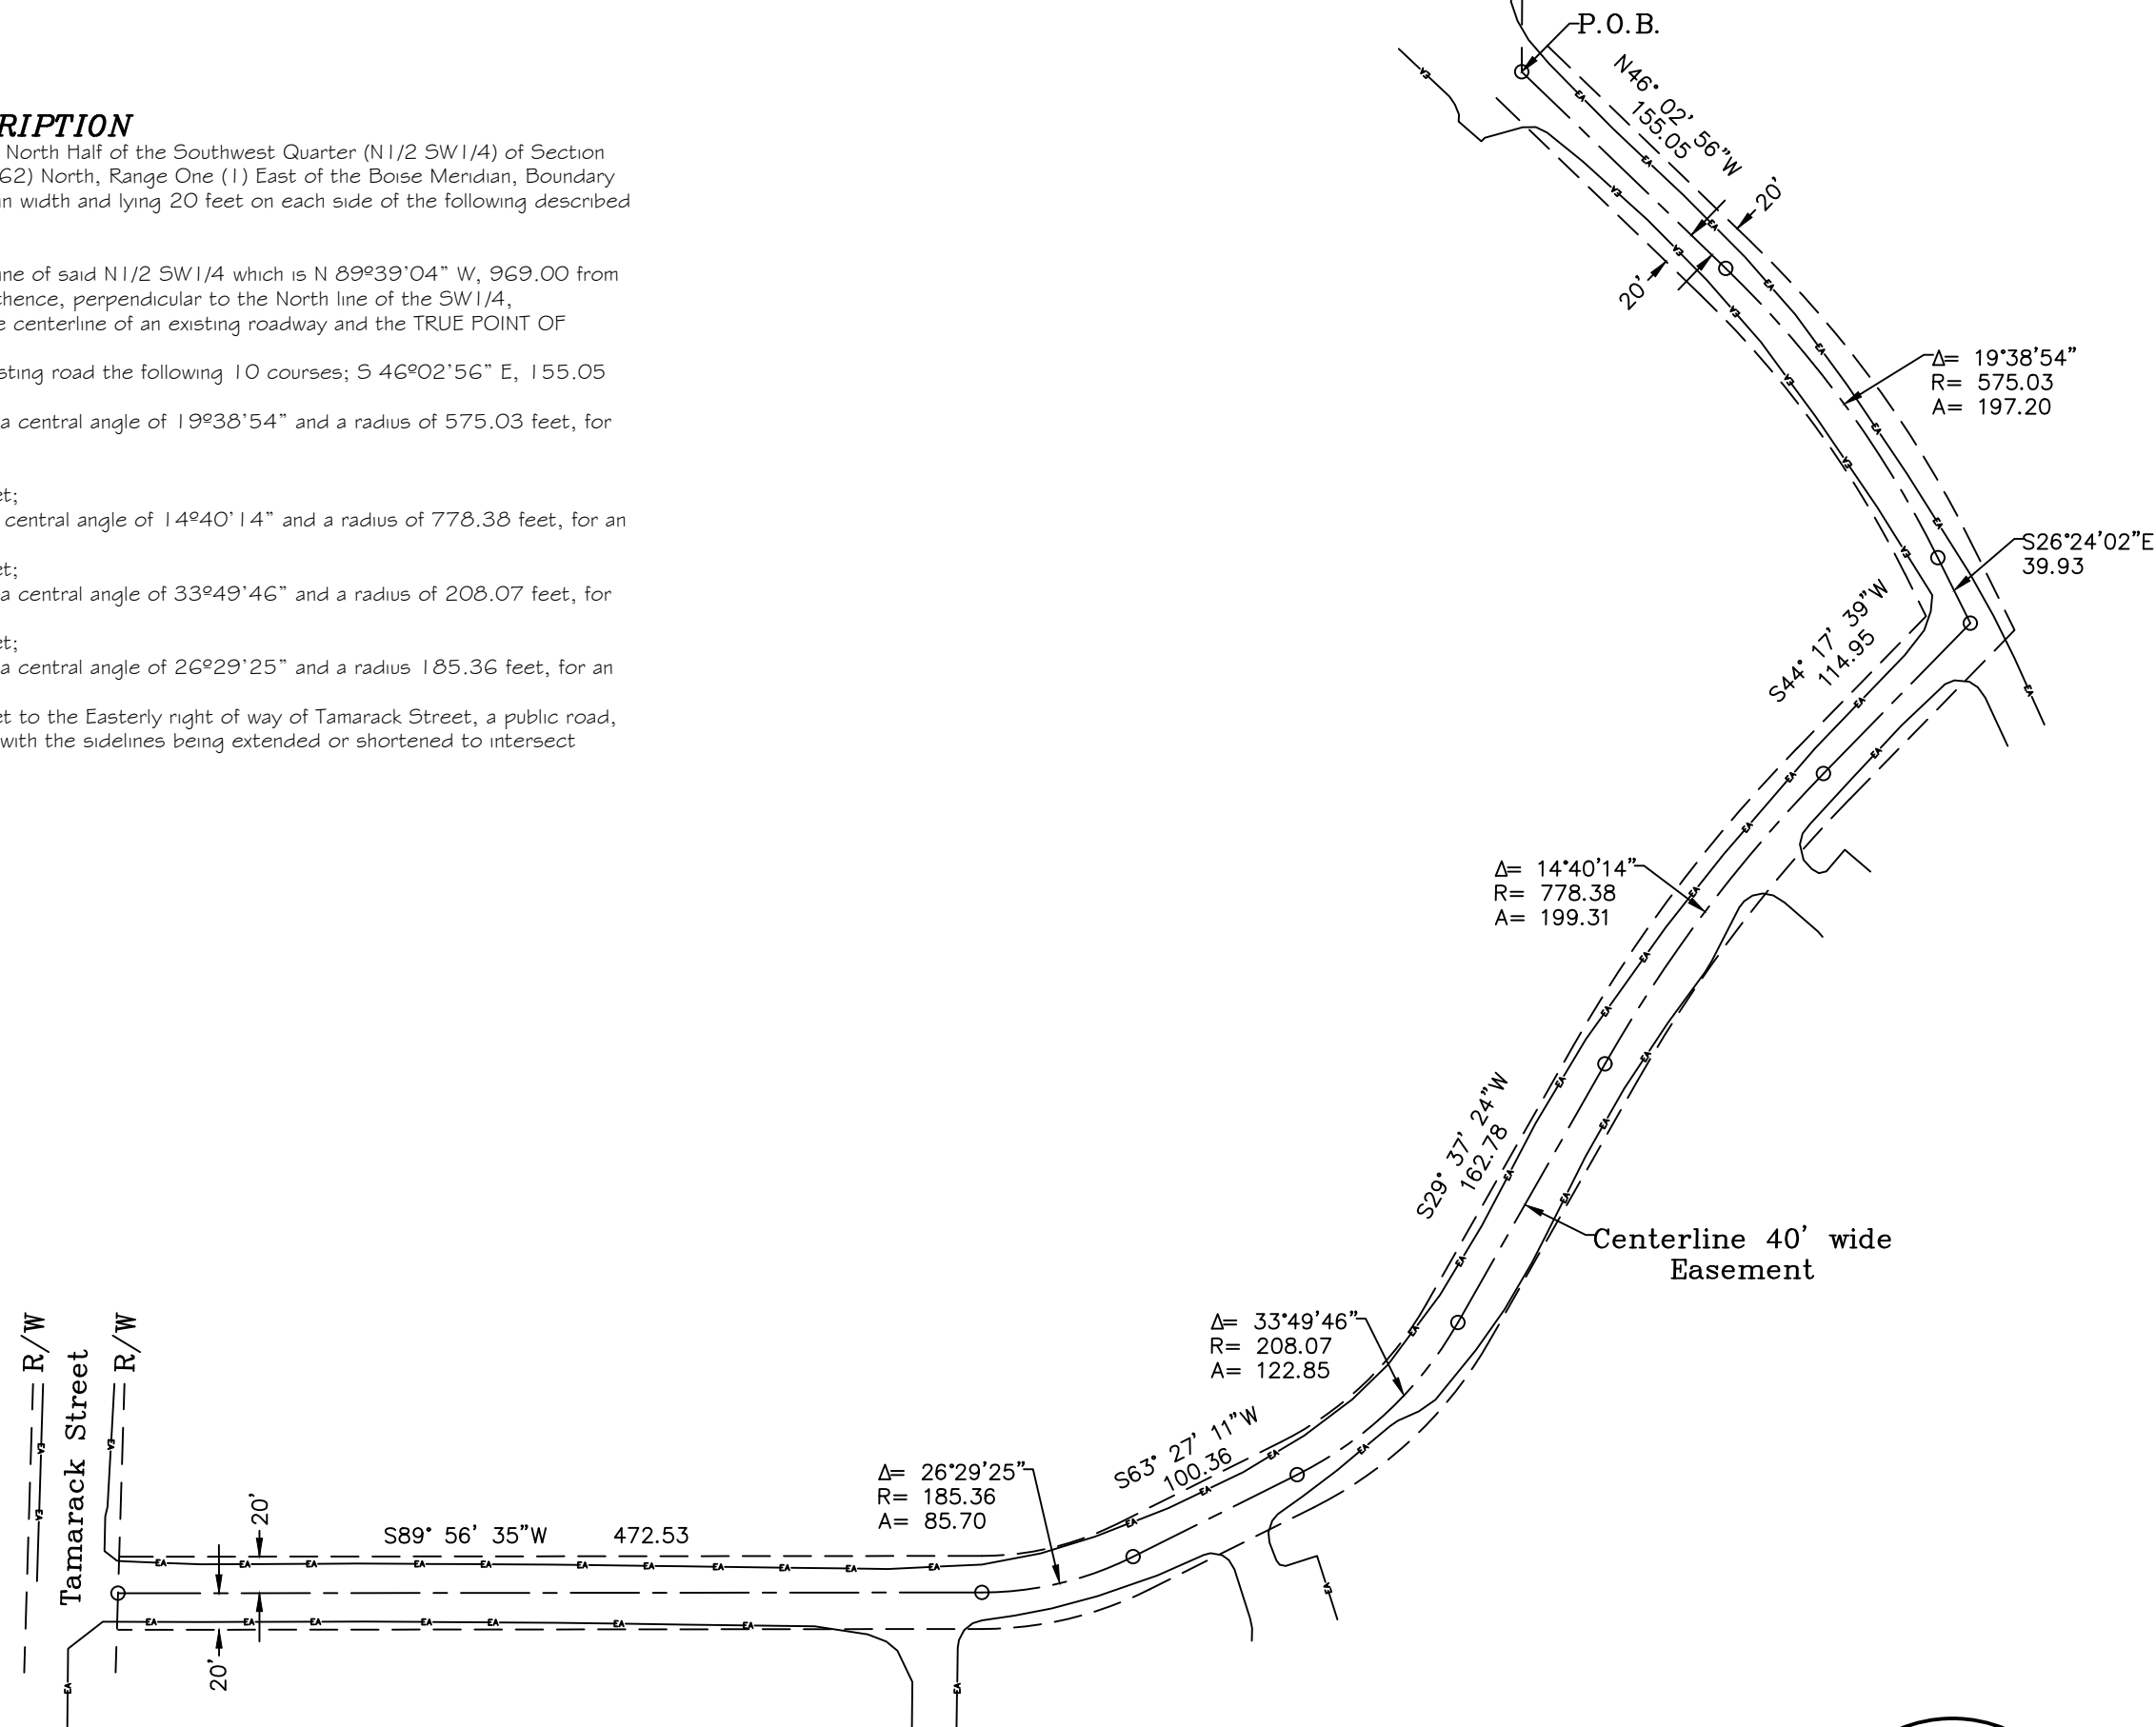 RIPTION
North Half of the Southwest Quarter (N1/2 SW1/4) of Section
62) North, Range One (1) East of the Boise Meridian, Boundary
in width and lying 20 feet on each side of the following described
ine of said N1/2 SW1/4 which is N 89º39'04" W, 969.00 from
thence, perpendicular to the North line of the SW1/4,
e centerline of an existing roadway and the TRUE POINT OF
sting road the following 10 courses; S 46º02'56" E, 155.05
a central angle of 19º38'54" and a radius of 575.03 feet, for
et;
central angle of 14º40'14" and a radius of 778.38 feet, for an
et;
a central angle of 33º49'46" and a radius of 208.07 feet, for
et;
a central angle of 26º29'25" and a radius 185.36 feet, for an
et to the Easterly right of way of Tamarack Street, a public road,
with the sidelines being extended or shortened to intersect
P.O.B.
N46° 02' 56"W
155.05
20'
20'
Δ= 19°38'54"
R= 575.03
A= 197.20
S26°24'02"E
39.93
S44° 17' 39"W
114.95
Δ= 14°40'14"
R= 778.38
A= 199.31
S29° 37' 24"W
162.78
Centerline 40' wide
Easement
Δ= 33°49'46"
R= 208.07
A= 122.85
S63° 27' 11"W
100.36
Δ= 26°29'25"
R= 185.36
A= 85.70
S89° 56' 35"W 472.53
20'
20'
R/W
Tamarack Street
R/W